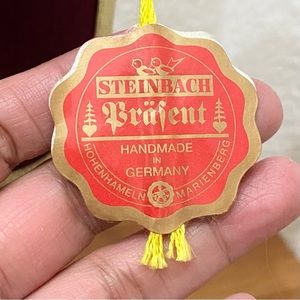 STEINBACH
Präsent
HANDMADE
IN
GERMANY
HOHENHAMELN MARIENBERG